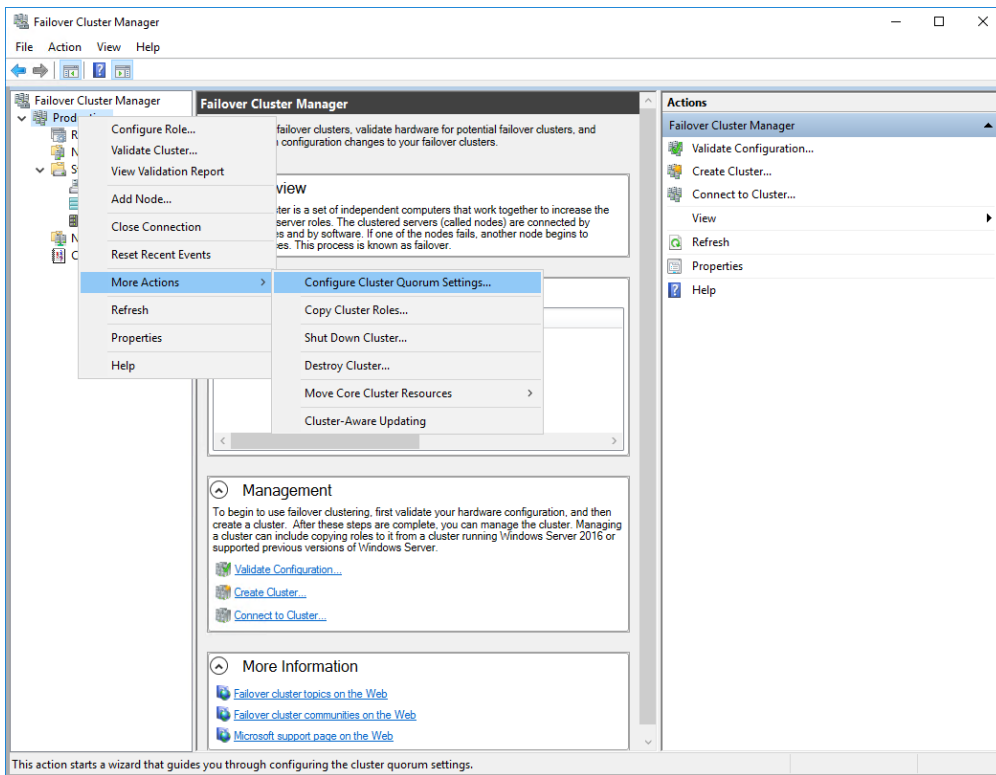 Failover Cluster Manager
File Action View Help
Failover Cluster Manager
Prod
R
N
S
N
C
Configure Role...
Validate Cluster...
View Validation Report
Add Node...
Close Connection
Reset Recent Events
More Actions
Refresh
Properties
Help
Configure Cluster Quorum Settings...
Copy Cluster Roles...
Shut Down Cluster...
Destroy Cluster...
Move Core Cluster Resources
Cluster-Aware Updating
Failover Cluster Manager
failover clusters, validate hardware for potential failover clusters, and
configuration changes to your failover clusters.
view
is a set of independent computers that work together to increase the
server roles. The clustered servers (called nodes) are connected by
and by software. If one of the nodes fails, another node begins to
This process is known as failover.
Management
To begin to use failover clustering, first validate your hardware configuration, and then
create a cluster. After these steps are complete, you can manage the cluster. Managing
a cluster can include copying roles to it from a cluster running Windows Server 2016 or
supported previous versions of Windows Server.
Validate Configuration...
Create Cluster...
Connect to Cluster...
More Information
Failover cluster topics on the Web
Failover cluster communities on the Web
Microsoft support page on the Web
Actions
Failover Cluster Manager
Validate Configuration...
Create Cluster...
Connect to Cluster...
View
Refresh
Properties
Help
This action starts a wizard that guides you through configuring the cluster quorum settings.